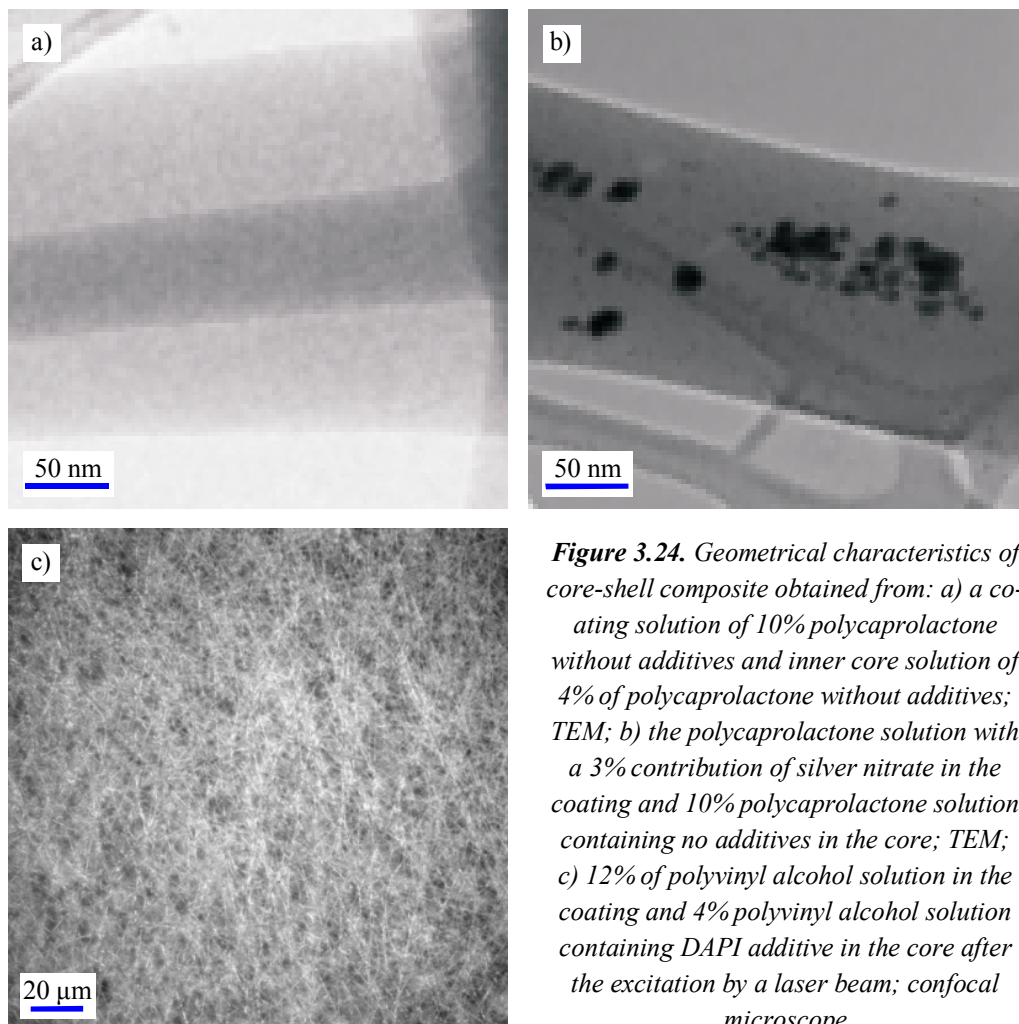 a)
50 nm
b)
50 nm
c)
20 µm
Figure 3.24. Geometrical characteristics of
core-shell composite obtained from: a) a co-
ating solution of 10% polycaprolactone
without additives and inner core solution of
4% of polycaprolactone without additives;
TEM; b) the polycaprolactone solution with
a 3% contribution of silver nitrate in the
coating and 10% polycaprolactone solution
containing no additives in the core; TEM;
c) 12% of polyvinyl alcohol solution in the
coating and 4% polyvinyl alcohol solution
containing DAPI additive in the core after
the excitation by a laser beam; confocal
microscope